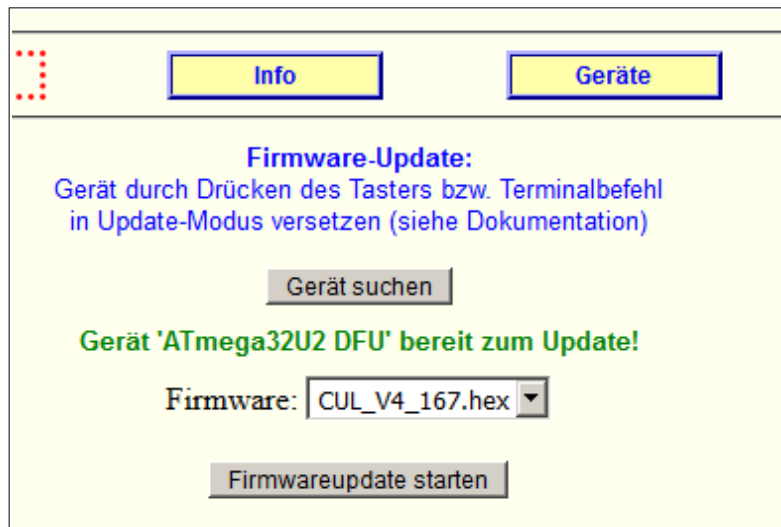 Info Geräte
Firmware-Update:
Gerät durch Drücken des Tasters bzw. Terminalbefehl
in Update-Modus versetzen (siehe Dokumentation)
Gerät suchen
Gerät 'ATmega32U2 DFU' bereit zum Update!
Firmware: CUL_V4_167.hex
Firmwareupdate starten